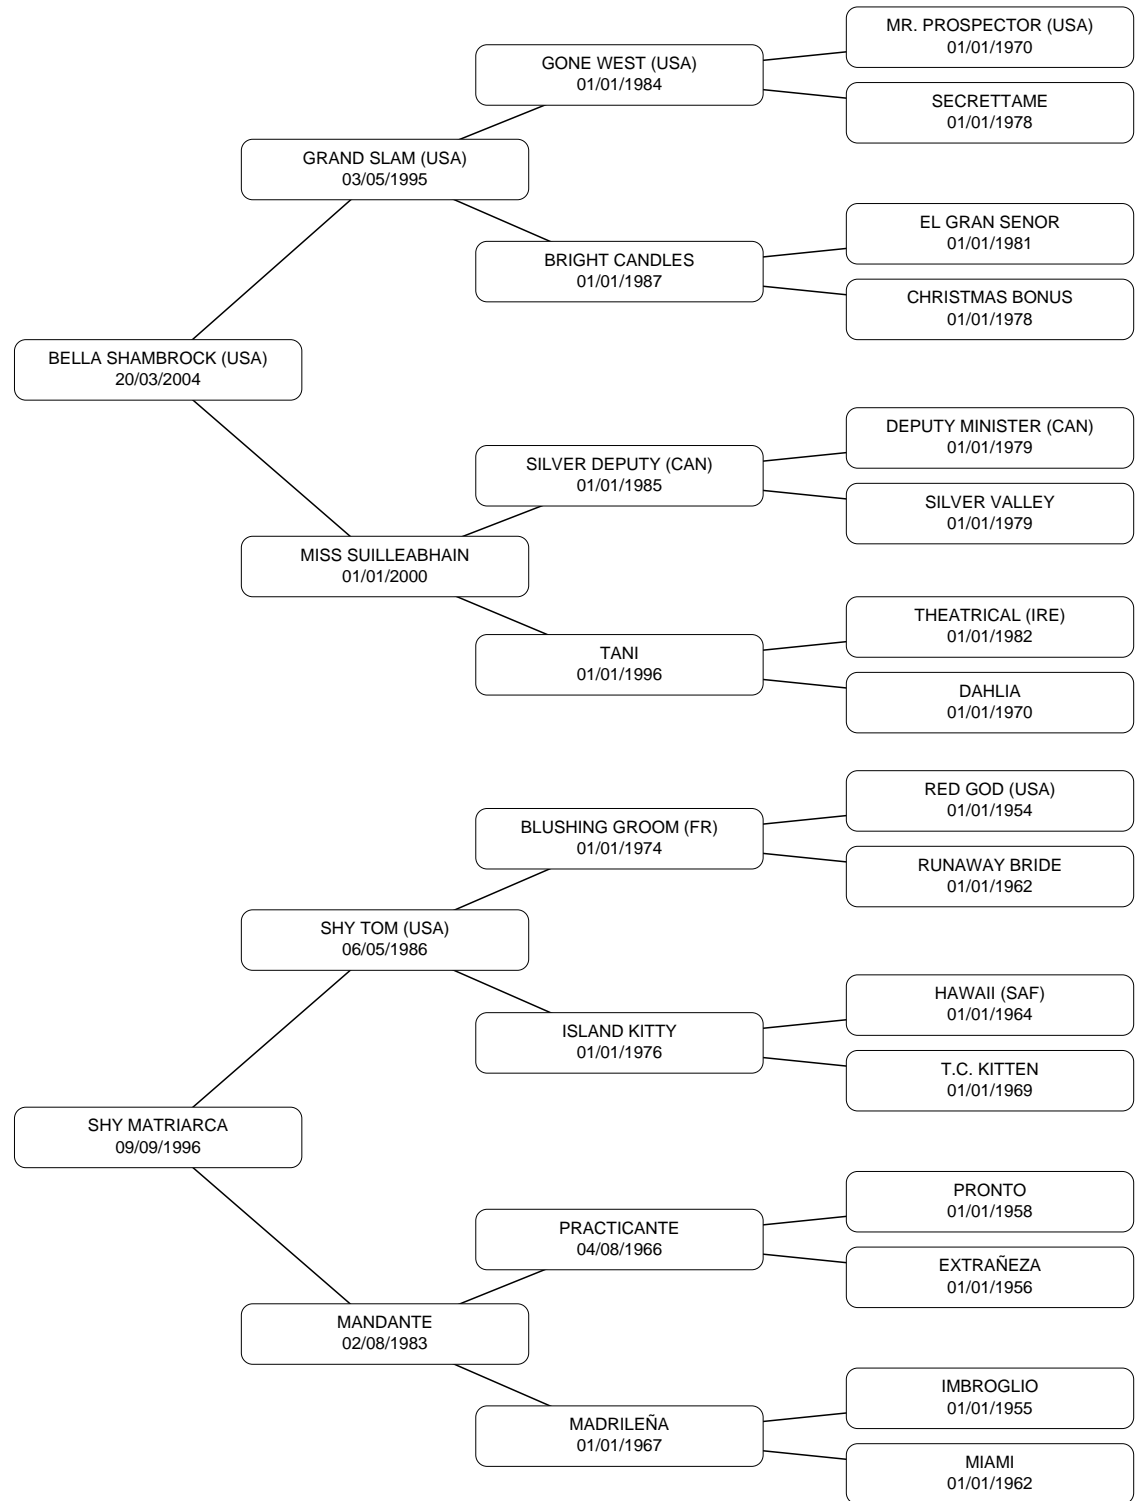 MR. PROSPECTOR (USA)
01/01/1970
GONE WEST (USA)
01/01/1984
SECRETTAME
01/01/1978
GRAND SLAM (USA)
03/05/1995
EL GRAN SENOR
01/01/1981
BRIGHT CANDLES
01/01/1987
CHRISTMAS BONUS
01/01/1978
BELLA SHAMBROCK (USA)
20/03/2004
DEPUTY MINISTER (CAN)
01/01/1979
SILVER DEPUTY (CAN)
01/01/1985
SILVER VALLEY
01/01/1979
MISS SUILLEABHAIN
01/01/2000
THEATRICAL (IRE)
01/01/1982
TANI
01/01/1996
DAHLIA
01/01/1970
RED GOD (USA)
01/01/1954
BLUSHING GROOM (FR)
01/01/1974
RUNAWAY BRIDE
01/01/1962
SHY TOM (USA)
06/05/1986
HAWAII (SAF)
01/01/1964
ISLAND KITTY
01/01/1976
T.C. KITTEN
01/01/1969
SHY MATRIARCA
09/09/1996
PRONTO
01/01/1958
PRACTICANTE
04/08/1966
EXTRAÑEZA
01/01/1956
MANDANTE
02/08/1983
IMBROGLIO
01/01/1955
MADRILEÑA
01/01/1967
MIAMI
01/01/1962